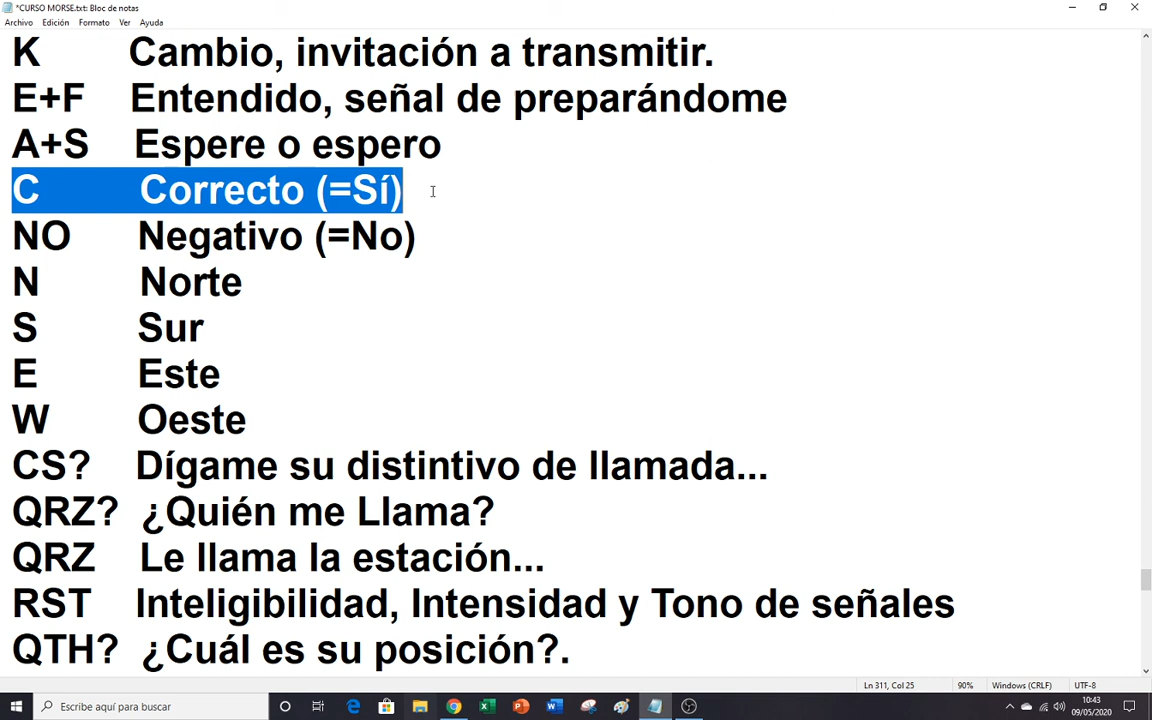 *CURSO MORSE.txt: Bloc de notas
Archivo Edición Formato Ver Ayuda
K Cambio, invitación a transmitir.
E+F Entendido, señal de preparándome
A+S Espere o espero
C Correcto (=Sí)
NO Negativo (=No)
N Norte
S Sur
E Este
W Oeste
CS? Dígame su distintivo de llamada...
QRZ? ¿Quién me Llama?
QRZ Le llama la estación...
RST Inteligibilidad, Intensidad y Tono de señales
QTH? ¿Cuál es su posición?.
Ln 311, Col 25 90% Windows (CRLF) UTF-8
Escribe aquí para buscar
10:43
09/05/2020